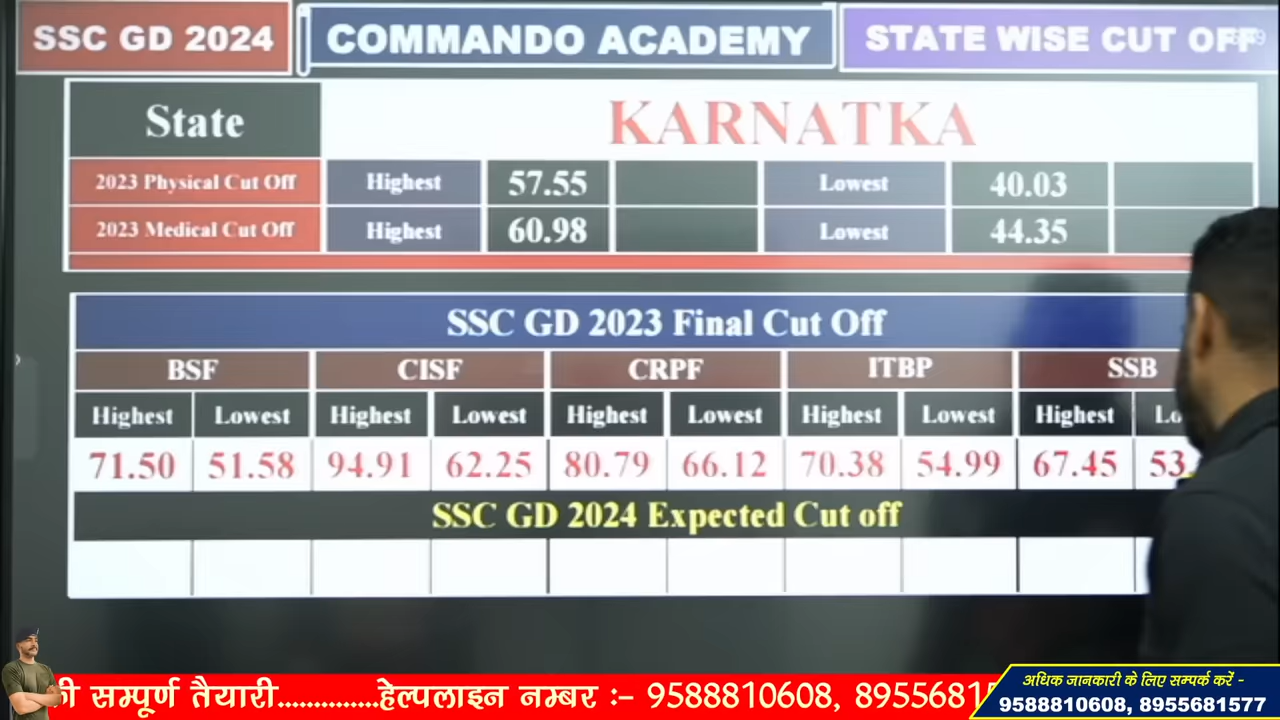 SSC GD 2024 COMMANDO ACADEMY STATE WISE CUT OFF
State KARNATKA
2023 Physical Cut Off Highest 57.55 Lowest 40.03
2023 Medical Cut Off Highest 60.98 Lowest 44.35
SSC GD 2023 Final Cut Off
BSF CISF CRPF ITBP SSB
Highest Lowest Highest Lowest Highest Lowest Highest Lowest Highest Lo
71.50 51.58 94.91 62.25 80.79 66.12 70.38 54.99 67.45 53.
SSC GD 2024 Expected Cut off
की सम्पूर्ण तैयारी..............हेल्पलाइन नम्बर :- 9588810608, 89556815
अधिक जानकारी के लिए सम्पर्क करें -
9588810608, 8955681577